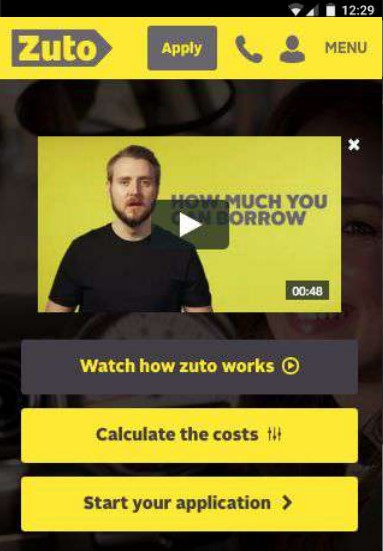 12:29
Zuto
Apply
MENU
HOW MUCH YOU
CAN BORROW
00:48
Watch how zuto works
Calculate the costs
Start your application